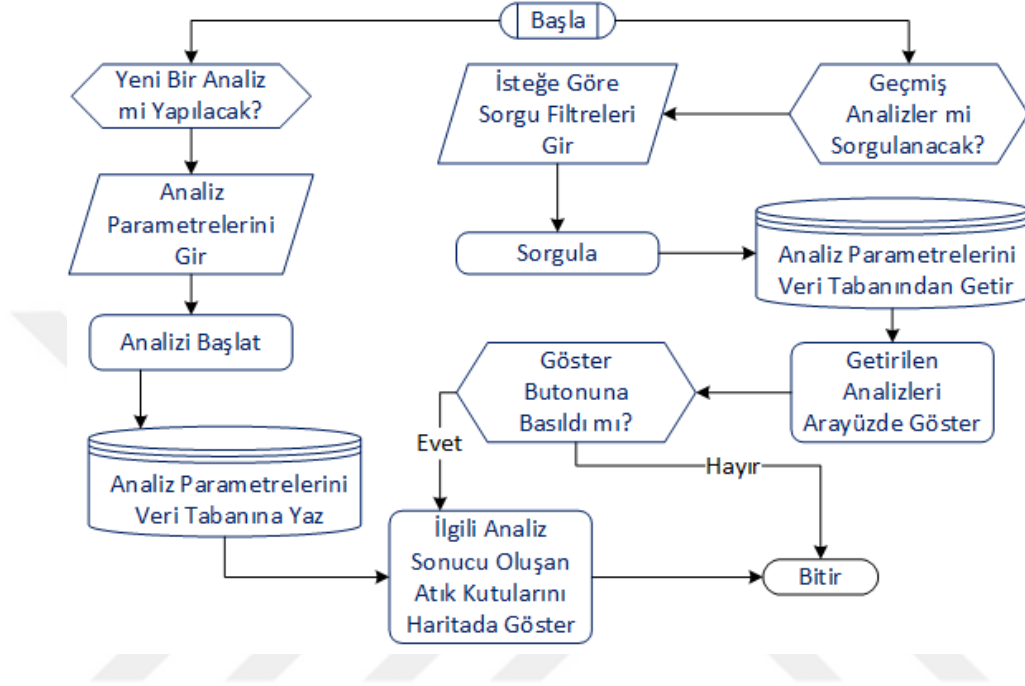 Başla
Yeni Bir Analiz
mi Yapılacak?
Analiz
Parametrelerini
Gir
Analizi Başlat
Analiz Parametrelerini
Veri Tabanına Yaz
Geçmiş
Analizler mi
Sorgulanacak?
İsteğe Göre
Sorgu Filtreleri
Gir
Sorgula
Analiz Parametrelerini
Veri Tabanından Getir
Getirilen
Analizleri
Arayüzde Göster
Göster
Butonuna
Basıldı mı?
Evet
Hayır
İlgili Analiz
Sonucu Oluşan
Atık Kutularını
Haritada Göster
Bitir